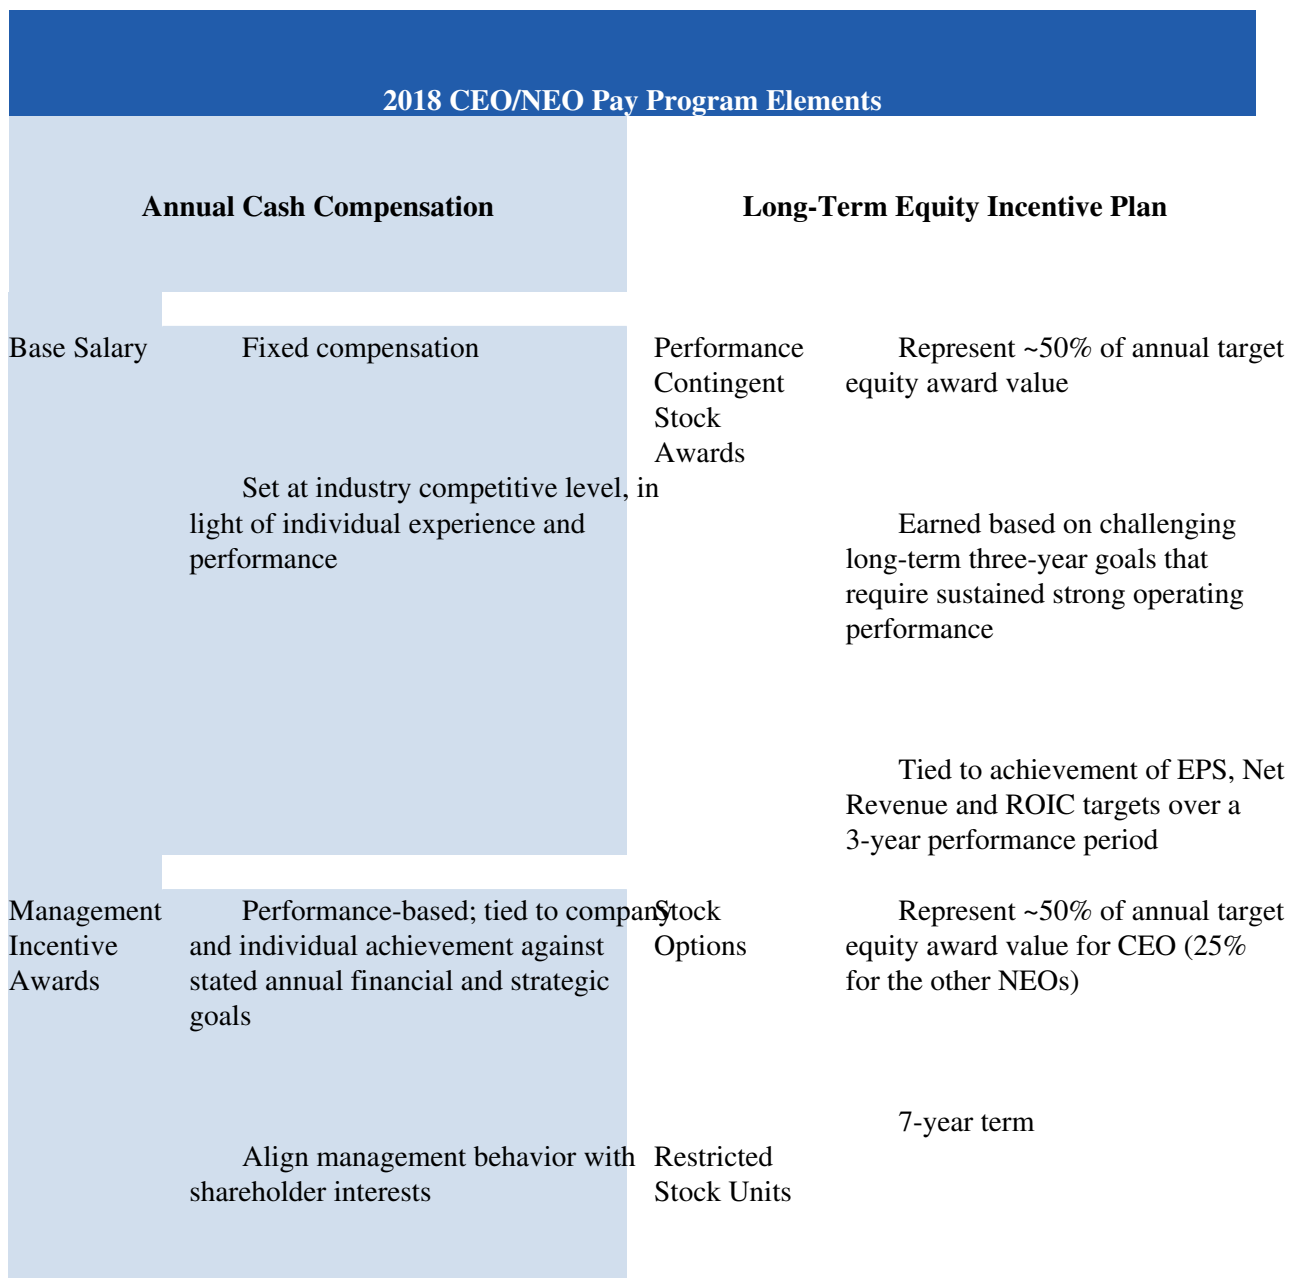 2018 CEO/NEO Pay Program Elements
Annual Cash Compensation
Long-Term Equity Incentive Plan
Base Salary
Fixed compensation
Set at industry competitive level, in
light of individual experience and
performance
Performance
Contingent
Stock
Awards
Represent ~50% of annual target
equity award value
Earned based on challenging
long-term three-year goals that
require sustained strong operating
performance
Tied to achievement of EPS, Net
Revenue and ROIC targets over a
3-year performance period
Management
Incentive
Awards
Performance-based; tied to company
and individual achievement against
stated annual financial and strategic
goals
Align management behavior with
shareholder interests
Stock
Options
Represent ~50% of annual target
equity award value for CEO (25%
for the other NEOs)
7-year term
Restricted
Stock Units